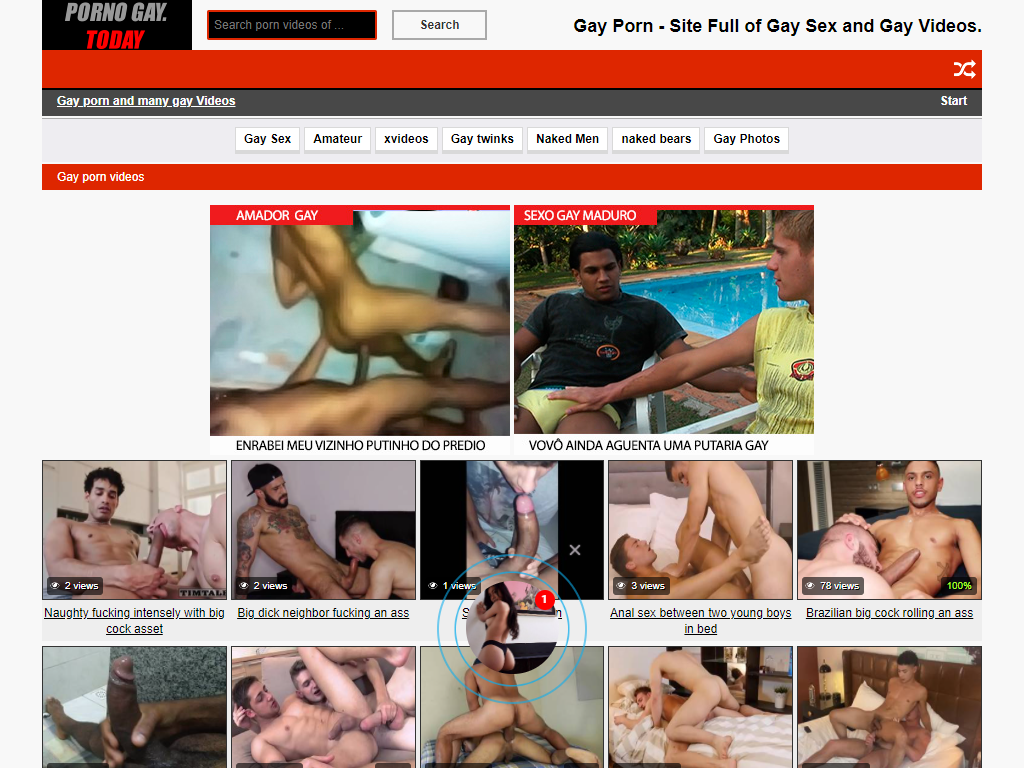 PORNO GAY.
TODAY
Search porn videos of ...
Search
Gay Porn - Site Full of Gay Sex and Gay Videos.
Gay porn and many gay Videos
Start
Gay Sex
Amateur
xvideos
Gay twinks
Naked Men
naked bears
Gay Photos
Gay porn videos
AMADOR GAY
SEXO GAY MADURO
ENRABEI MEU VIZINHO PUTINHO DO PREDIO
VOVÔ AINDA AGUENTA UMA PUTARIA GAY
2 views
2 views
1 views
3 views
78 views
100%
1
Naughty fucking intensely with big
cock asset
Big dick neighbor fucking an ass
Anal sex between two young boys
in bed
Brazilian big cock rolling an ass